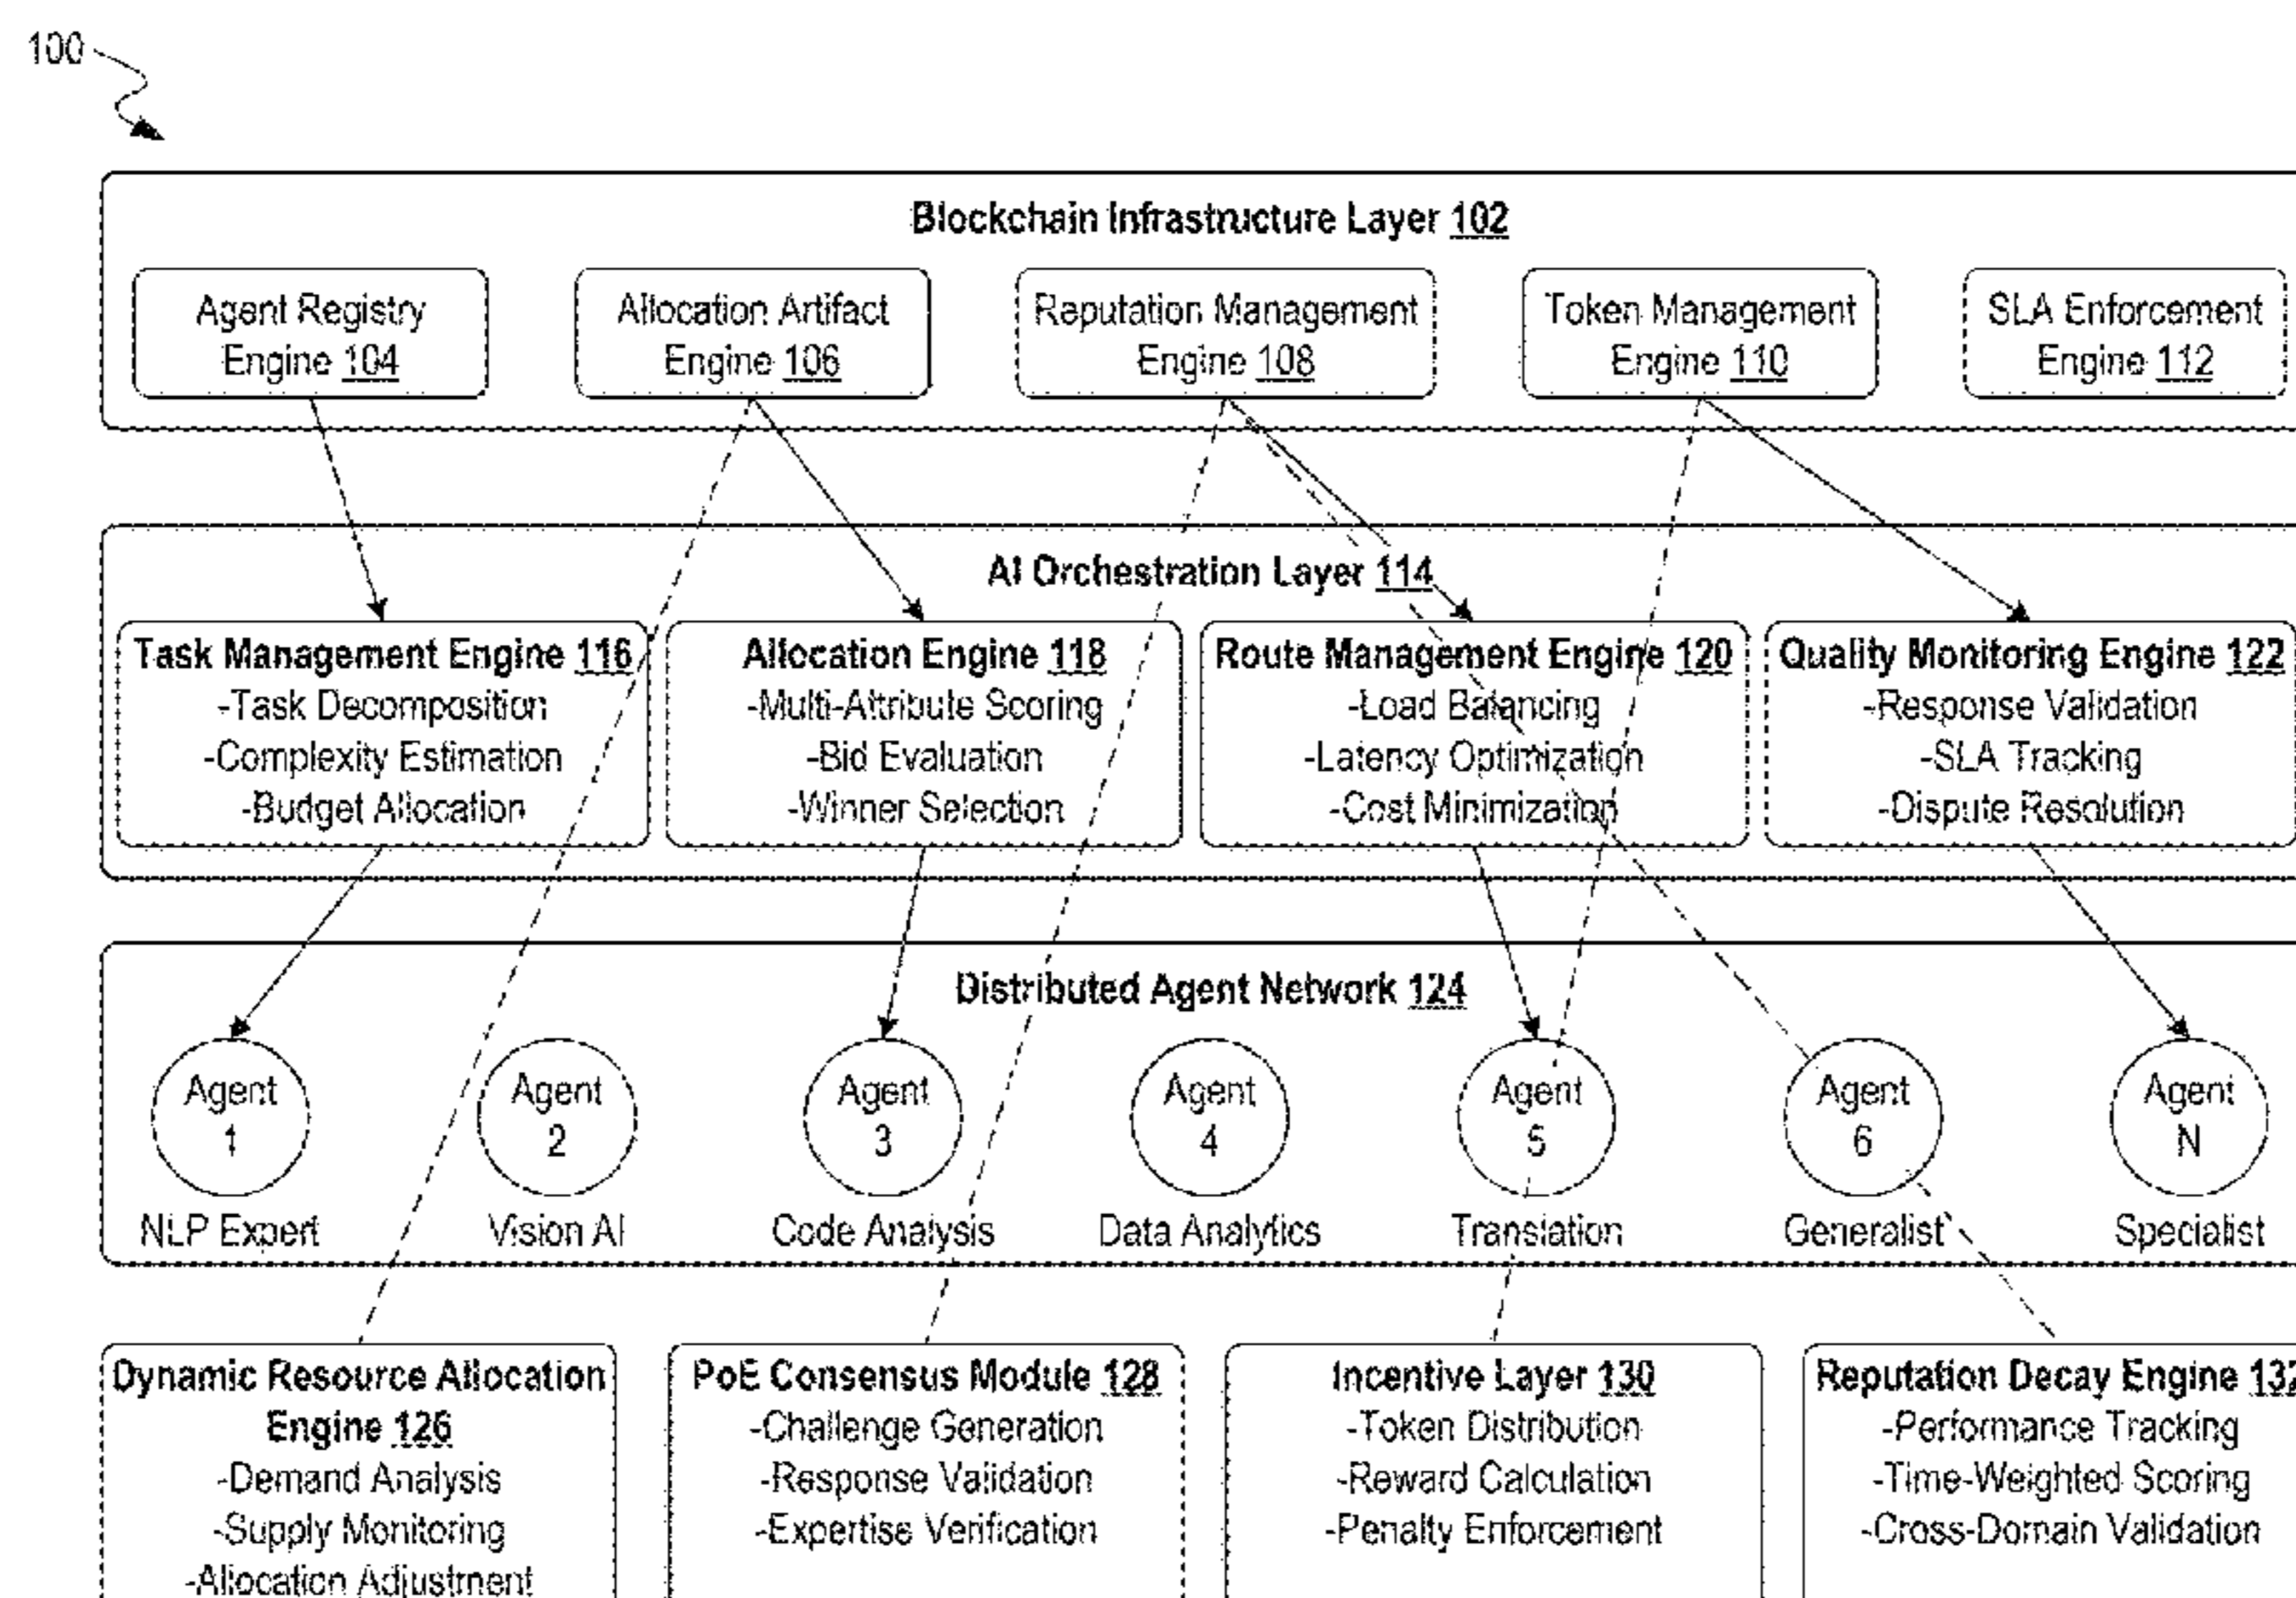 100
Blockchain Infrastructure Layer 102
Agent Registry
Engine 104
Allocation Artifact
Engine 106
Reputation Management
Engine 108
Token Management
Engine 110
SLA Enforcement
Engine 112
AI Orchestration Layer 114
Task Management Engine 116
-Task Decomposition
-Complexity Estimation
-Budget Allocation
Allocation Engine 118
-Multi-Attribute Scoring
-Bid Evaluation
-Winner Selection
Route Management Engine 120
-Load Balancing
-Latency Optimization
-Cost Minimization
Quality Monitoring Engine 122
-Response Validation
-SLA Tracking
-Dispute Resolution
Distributed Agent Network 124
Agent
1
NLP Expert
Agent
2
Vision AI
Agent
3
Code Analysis
Agent
4
Data Analytics
Agent
5
Translation
Agent
6
Generalist
Agent
N
Specialist
Dynamic Resource Allocation
Engine 126
-Demand Analysis
-Supply Monitoring
-Allocation Adjustment
PoE Consensus Module 128
-Challenge Generation
-Response Validation
-Expertise Verification
Incentive Layer 130
-Token Distribution
-Reward Calculation
-Penalty Enforcement
Reputation Decay Engine 132
-Performance Tracking
-Time-Weighted Scoring
-Cross-Domain Validation